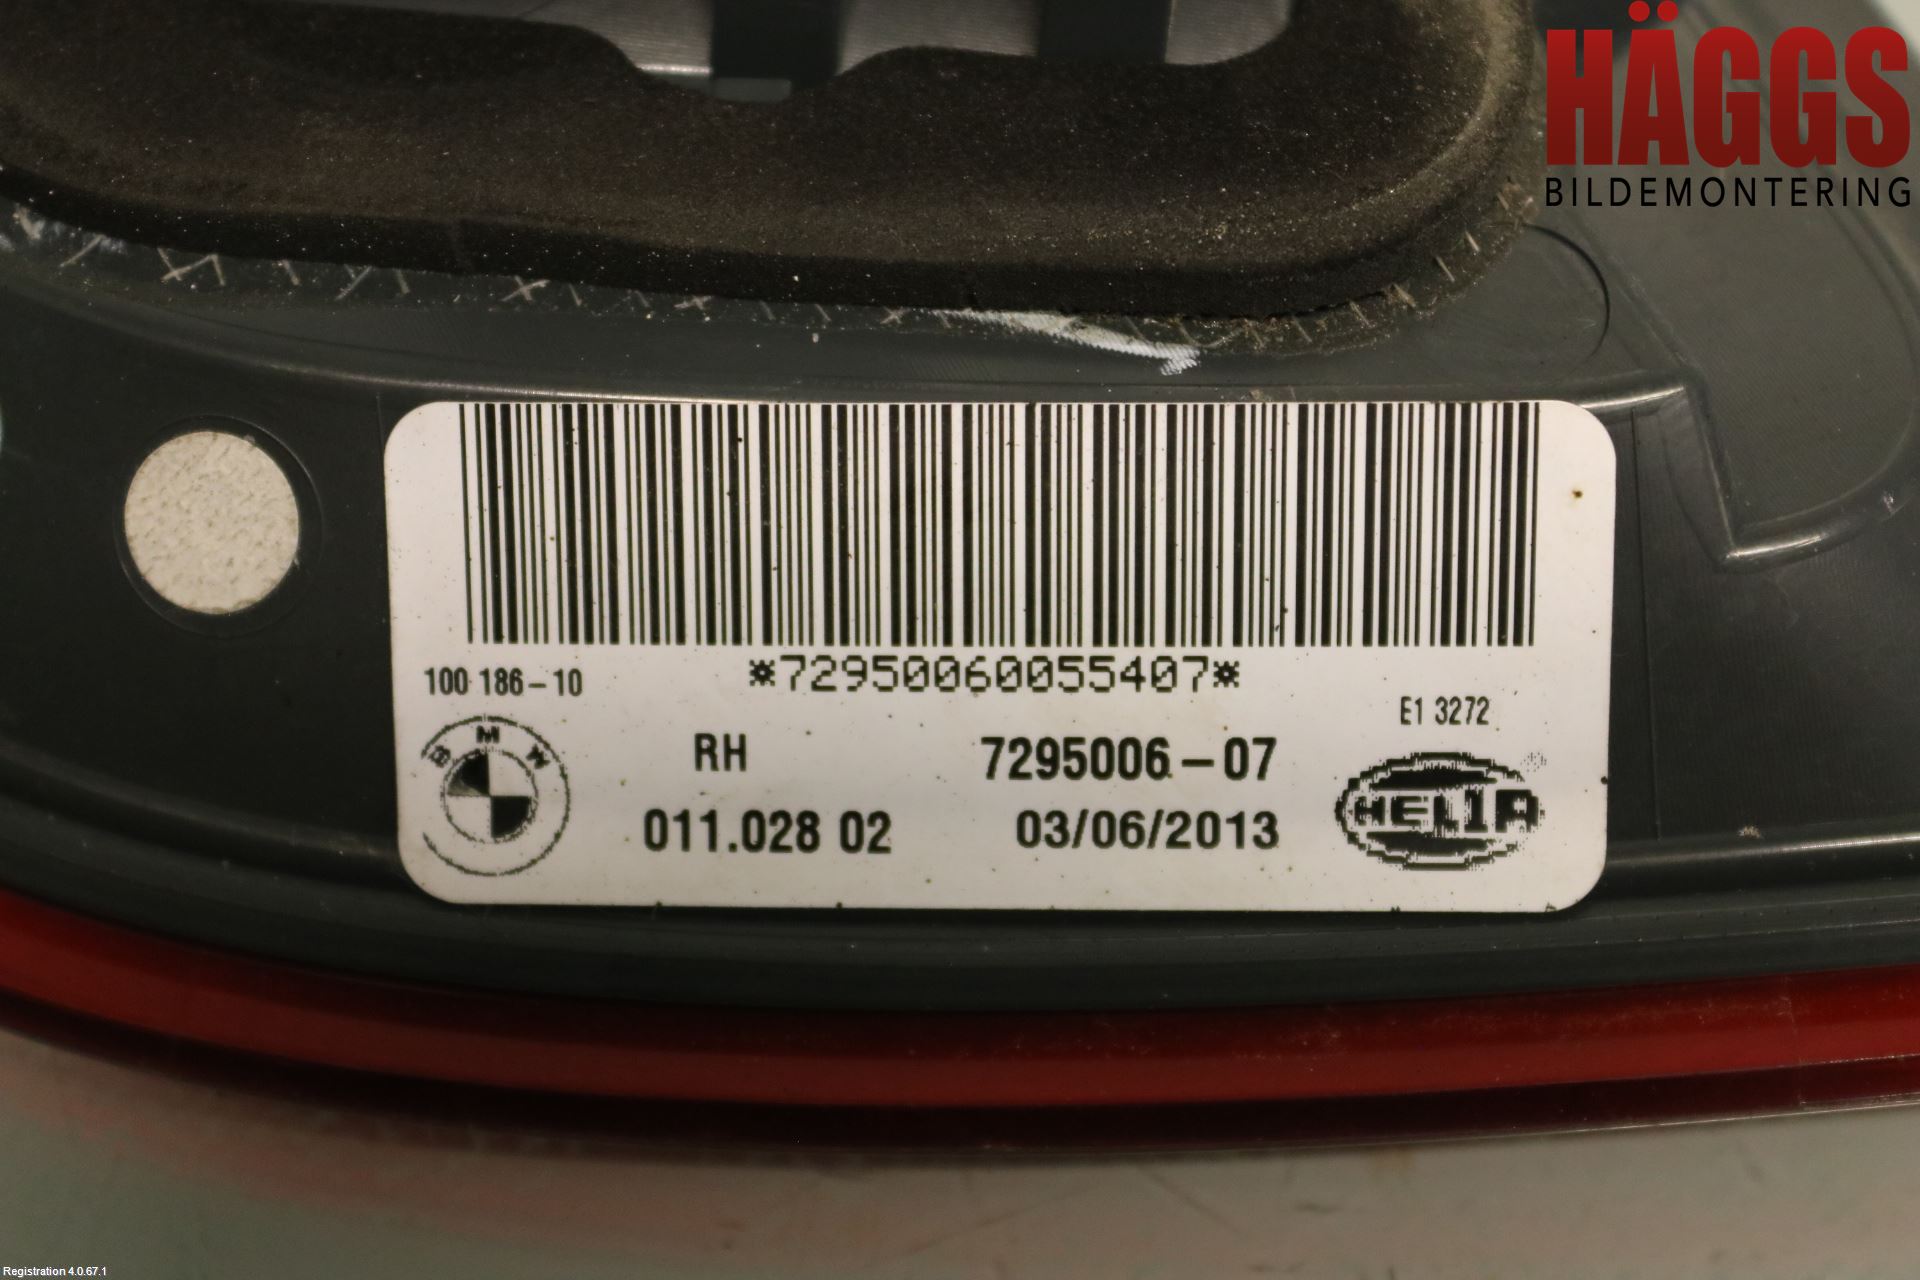 HÄGGS
BILDEMONTERING
*72950060055407*
100 186-10
E1 3272
BMW
RH
7295006-07
HELLA
011.028 02
03/06/2013
Registration 4.0.67.1